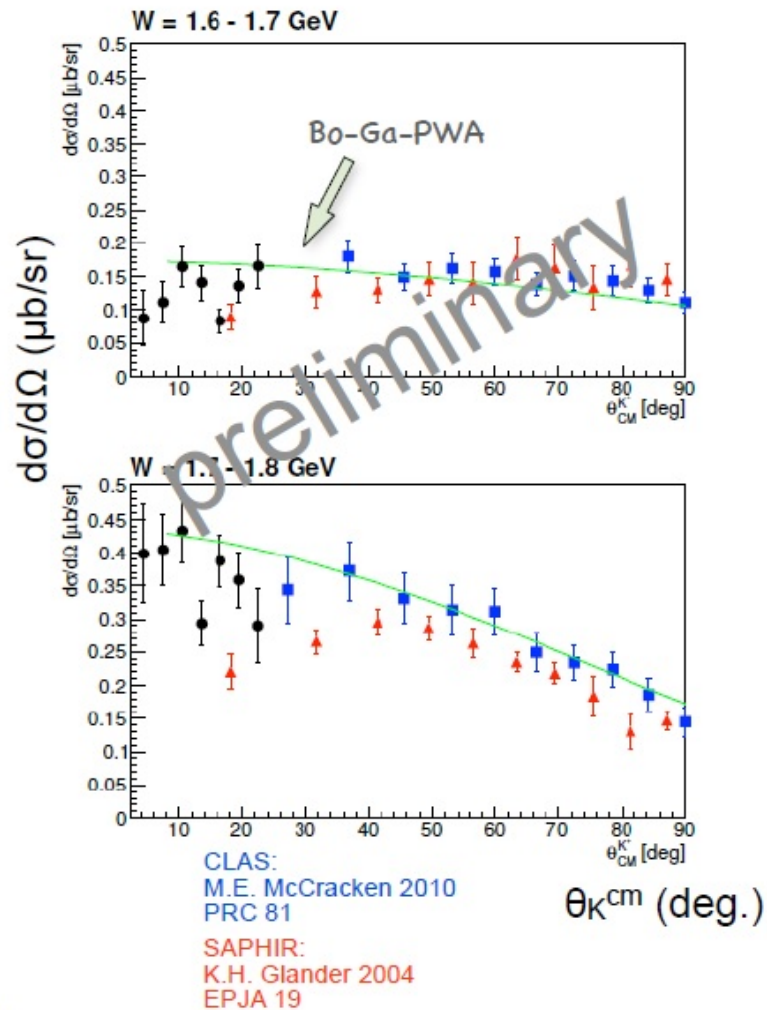 W = 1.6 - 1.7 GeV
dσ/dΩ [μb/sr]
0.5
0.45
0.4
0.35
0.3
0.25
0.2
0.15
0.1
0.05
0
Bo-Ga-PWA
10 20 30 40 50 60 70 80 90
θ_CM^K+ [deg]
dσ/dΩ (μb/sr)
preliminary
W = 1.7 - 1.8 GeV
dσ/dΩ [μb/sr]
0.5
0.45
0.4
0.35
0.3
0.25
0.2
0.15
0.1
0.05
0
10 20 30 40 50 60 70 80 90
θ_CM^K+ [deg]
θ_K^cm (deg.)
CLAS:
M.E. McCracken 2010
PRC 81
SAPHIR:
K.H. Glander 2004
EPJA 19